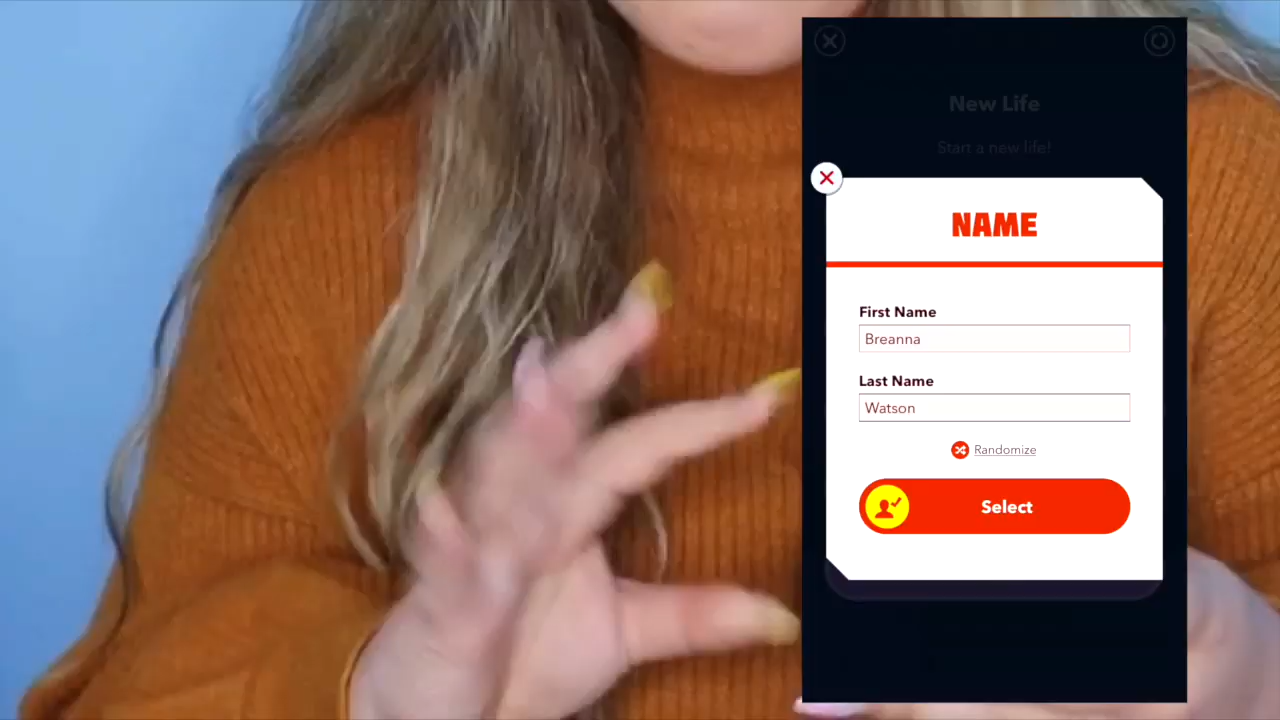 New Life
Start a new life!
NAME
First Name
Breanna
Last Name
Watson
Randomize
Select